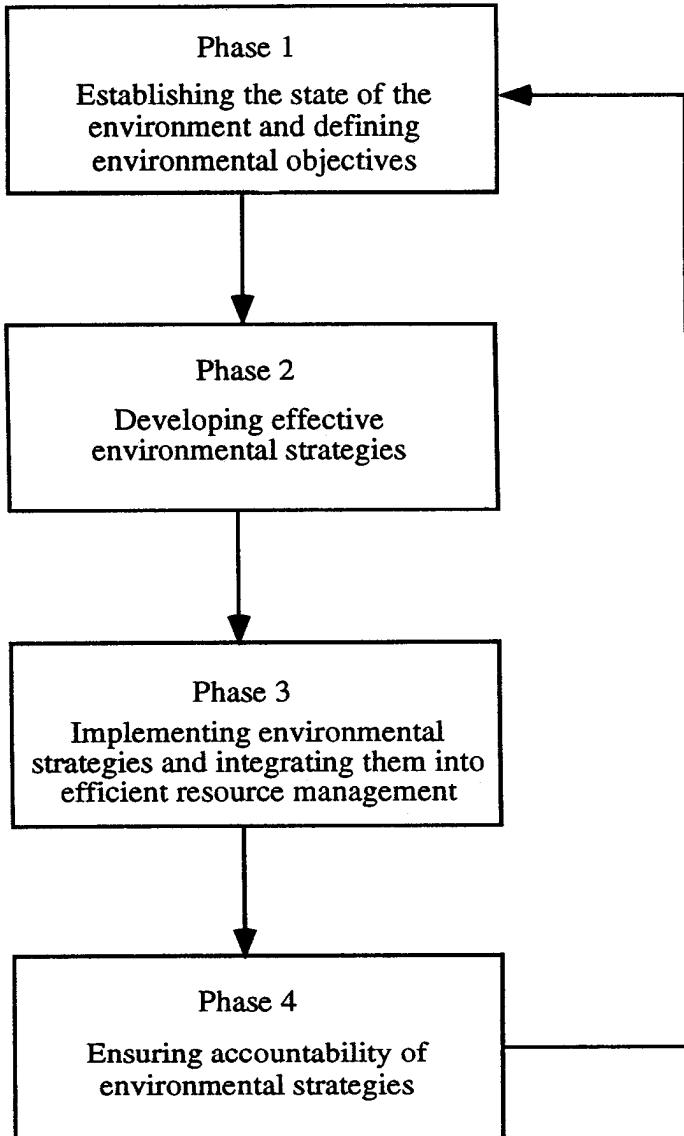 Phase 1
Establishing the state of the
environment and defining
environmental objectives
Phase 2
Developing effective
environmental strategies
Phase 3
Implementing environmental
strategies and integrating them into
efficient resource management
Phase 4
Ensuring accountability of
environmental strategies